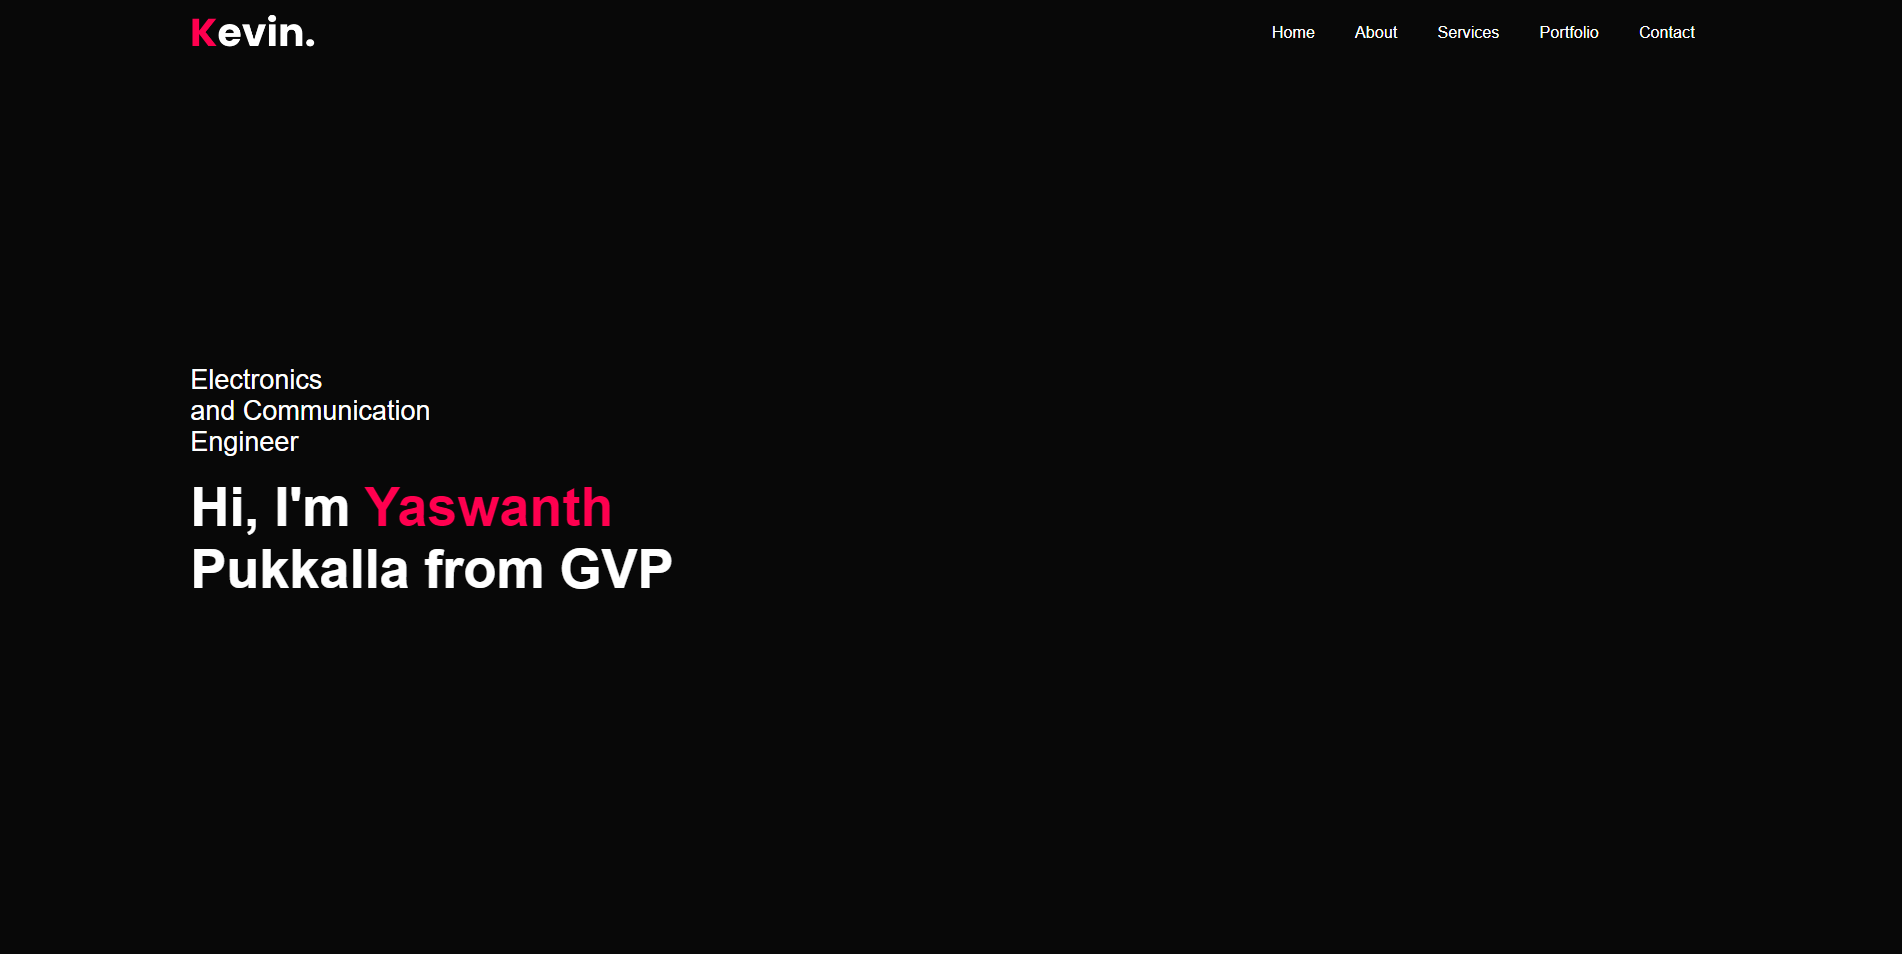 Kevin.
Home About Services Portfolio Contact
Electronics
and Communication
Engineer
Hi, I'm Yaswanth
Pukkalla from GVP